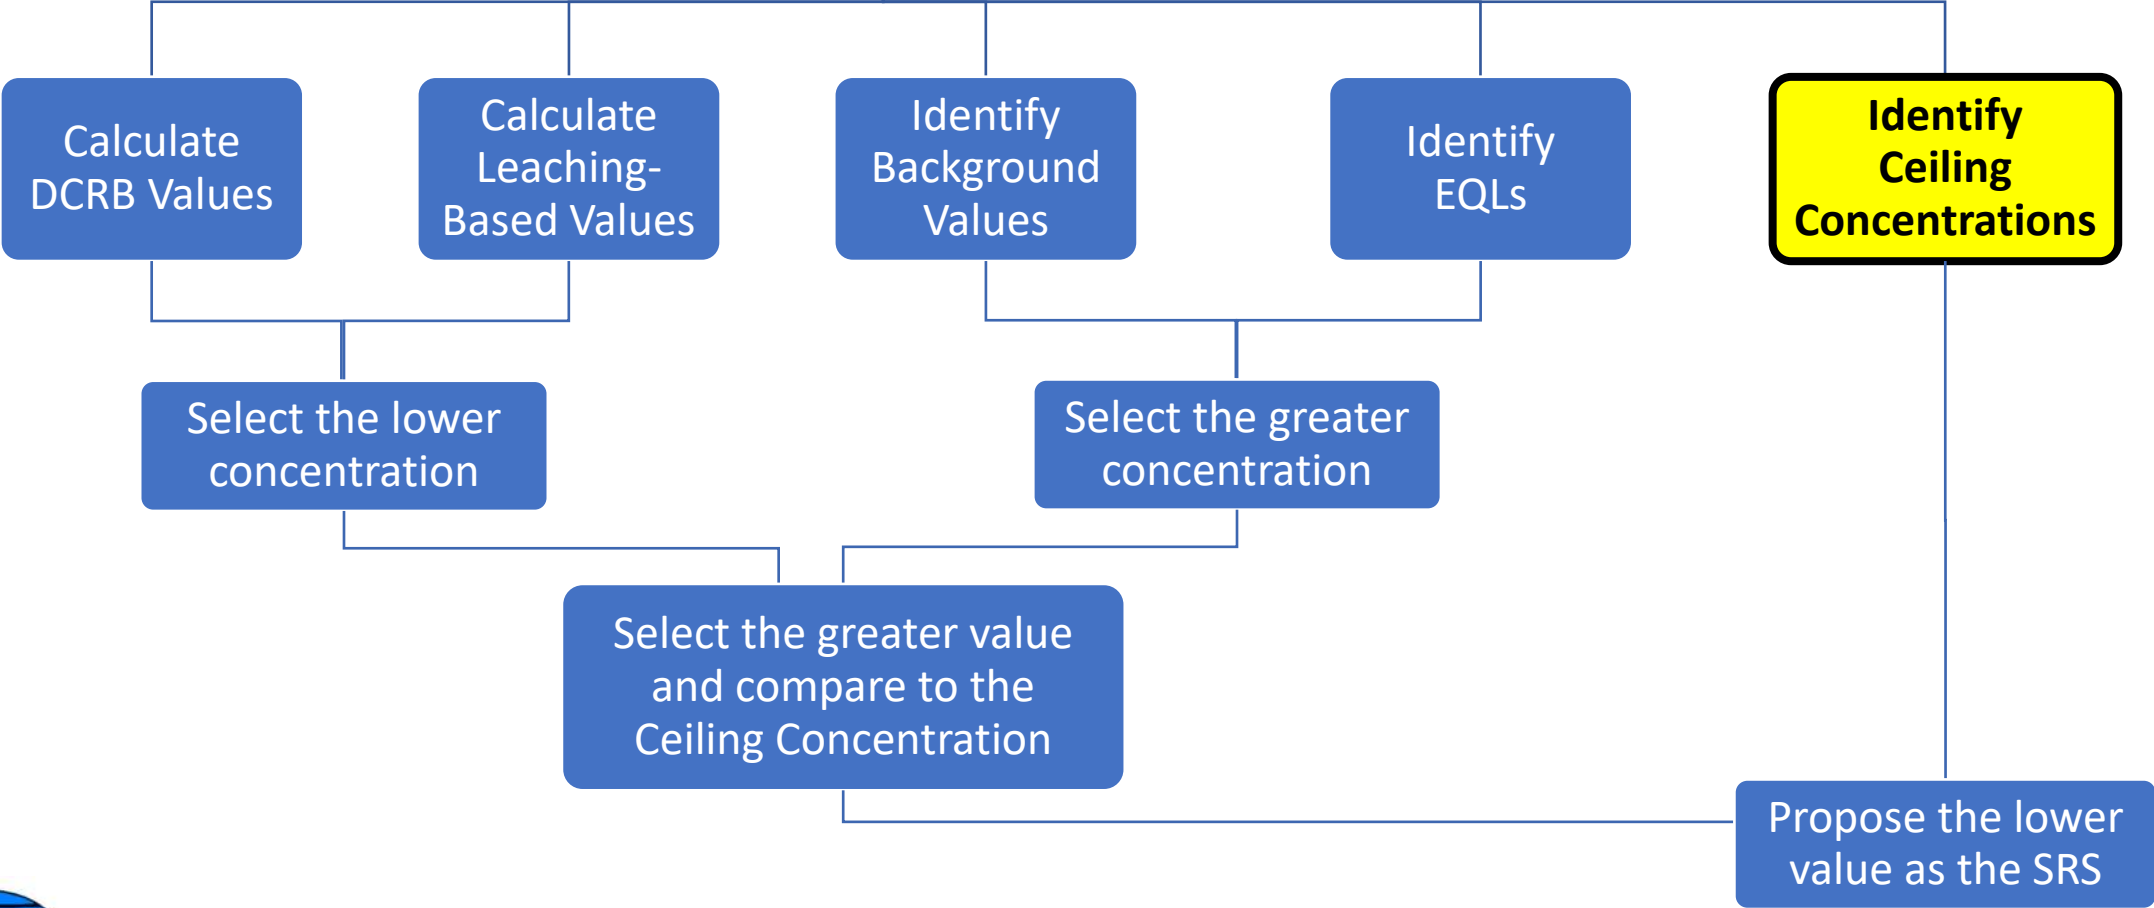 Calculate
DCRB Values
Calculate
Leaching-
Based Values
Identify
Background
Values
Identify
EQLs
Identify
Ceiling
Concentrations
Select the lower
concentration
Select the greater
concentration
Select the greater value
and compare to the
Ceiling Concentration
Propose the lower
value as the SRS